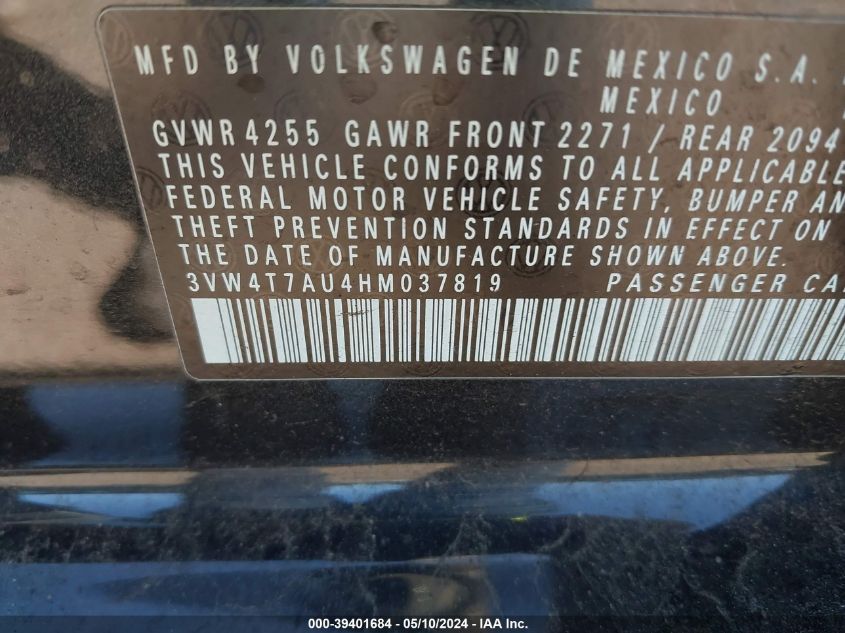 MFD BY VOLKSWAGEN DE MEXICO S.A.
MEXICO
GVWR 4255 GAWR FRONT 2271 / REAR 2094
THIS VEHICLE CONFORMS TO ALL APPLICABLE
FEDERAL MOTOR VEHICLE SAFETY, BUMPER AN
THEFT PREVENTION STANDARDS IN EFFECT ON
THE DATE OF MANUFACTURE SHOWN ABOVE.
3VW4T7AU4HM037819 PASSENGER CA
000-39401684 - 05/10/2024 - IAA Inc.